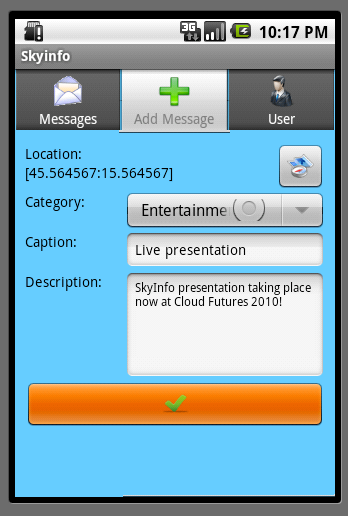 3G
10:17 PM
Skyinfo
Messages
Add Message
User
Location:
[45.564567:15.564567]
Category:
Entertainme
Caption:
Live presentation
Description:
SkyInfo presentation taking place
now at Cloud Futures 2010!